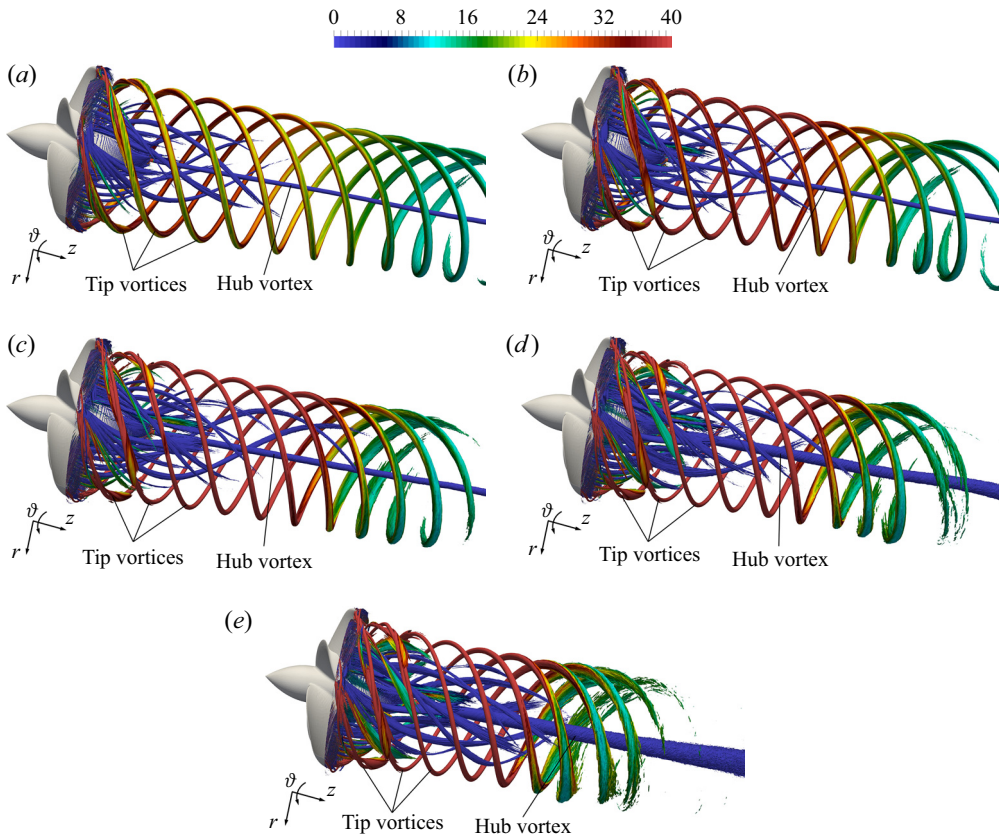 0 8 16 24 32 40
(a) (b)
ϑ z ϑ z
r Tip vortices Hub vortex r Tip vortices Hub vortex
(c) (d)
ϑ z ϑ z
r Tip vortices Hub vortex r Tip vortices Hub vortex
(e)
ϑ z
r Tip vortices Hub vortex